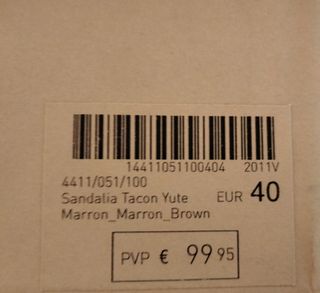 14411051100404 2011V
4411/051/100
Sandalia Tacon Yute EUR 40
Marron_Marron_Brown
PVP € 99 95